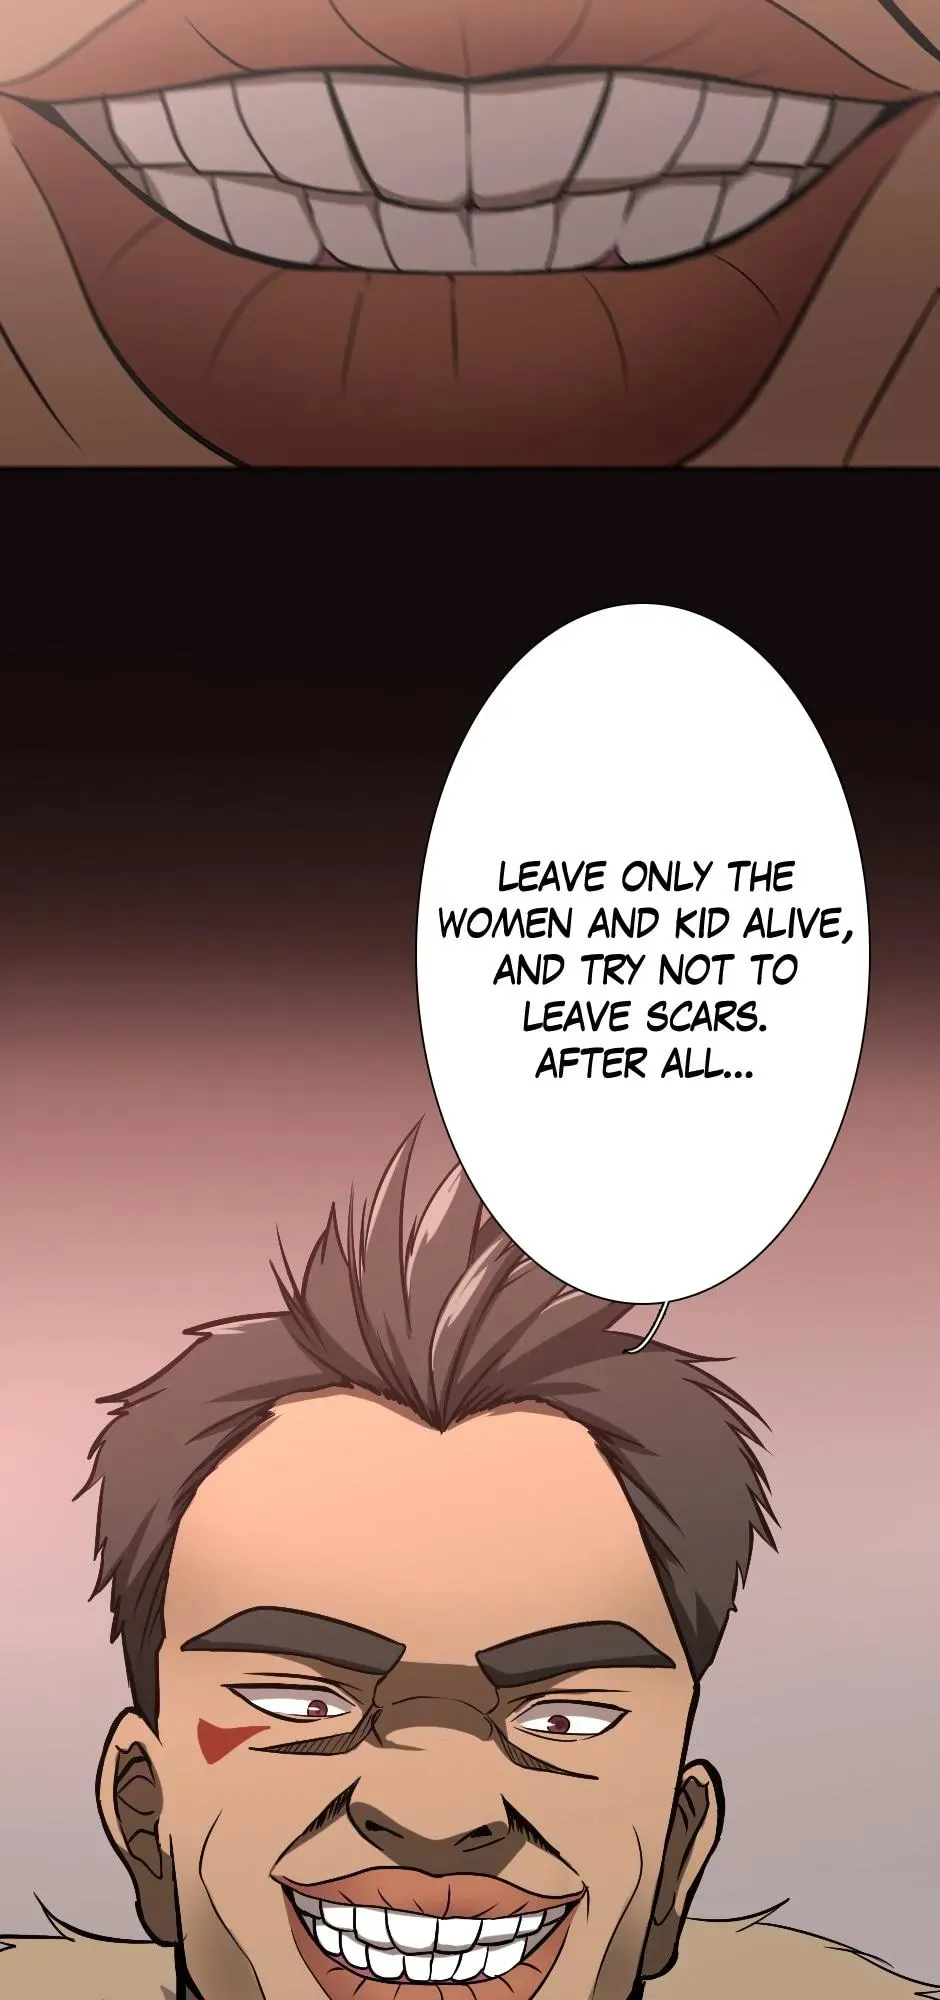 LEAVE ONLY THE
WOMEN AND KID ALIVE,
AND TRY NOT TO
LEAVE SCARS.
AFTER ALL...